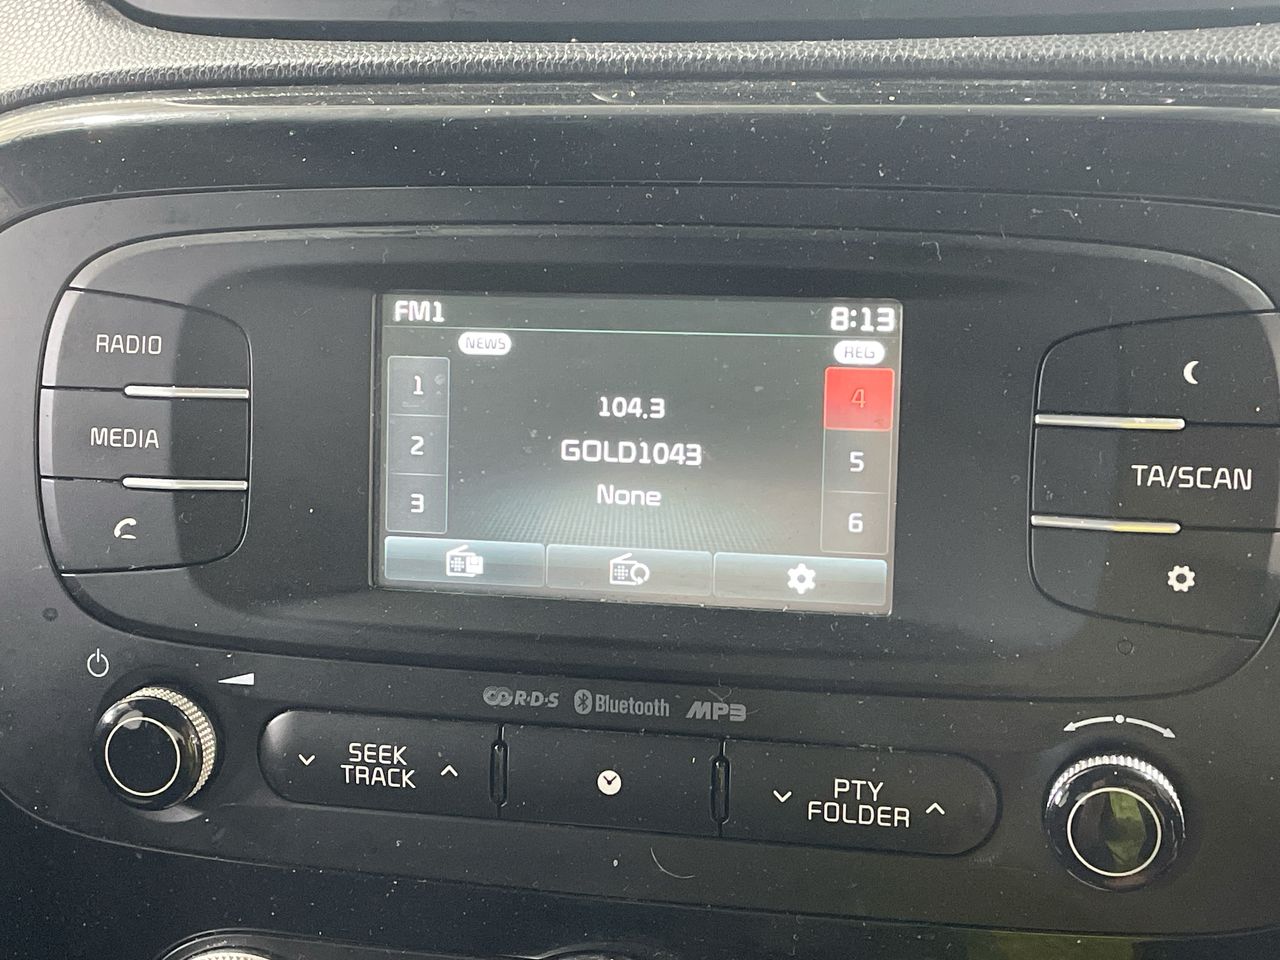 FM1
8:13
NEWS
REG
1
2
3
104.3
GOLD1043
None
4
5
6
RADIO
MEDIA
TA/SCAN
R·D·S
Bluetooth
MP3
SEEK
TRACK
PTY
FOLDER